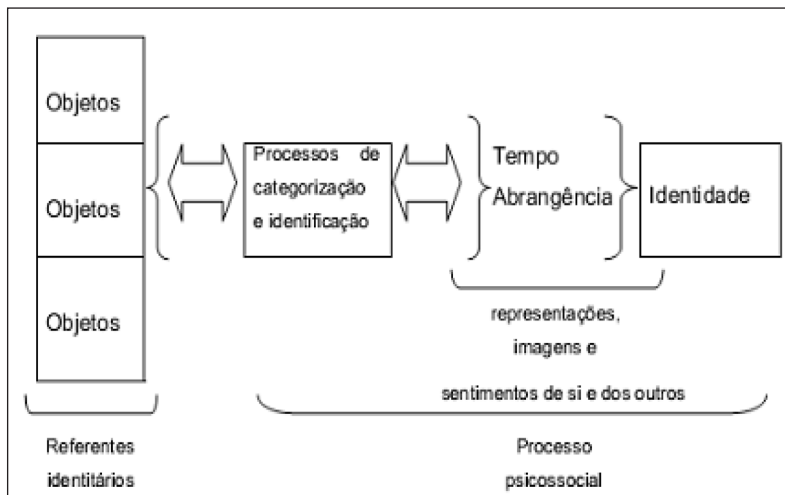 Objetos
Objetos
Objetos
Processos de
categorização
e identificação
Tempo
Abrangência
Identidade
representações,
imagens e
sentimentos de si e dos outros
Referentes
identitários
Processo
psicossocial